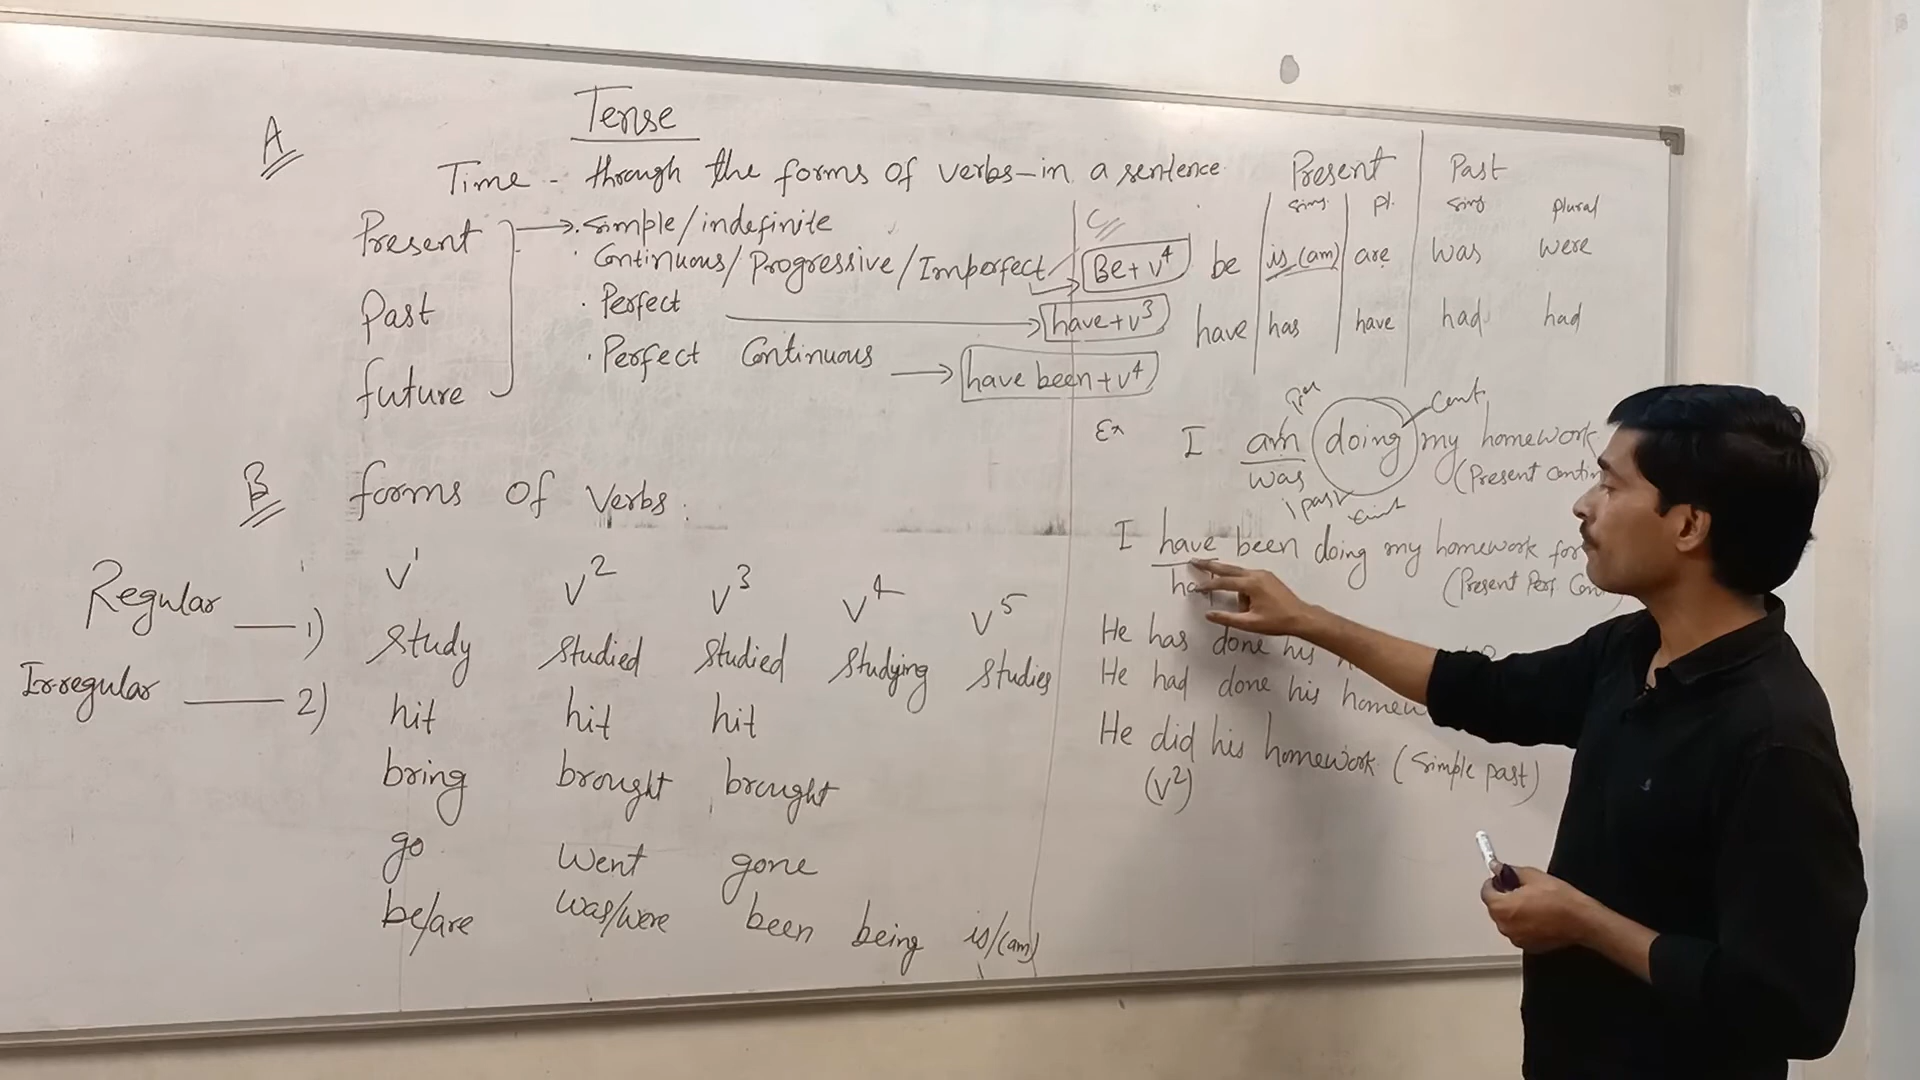 Tense
A
Time - through the forms of verbs - in a sentence.
Present
Past
future
→ . Simple/indefinite
. Continuous/Progressive/Imperfect
. Perfect
. Perfect Continuous
C
Be + V4
have + V3
have been + V4
Present Past
sing. pl. sing plural
be is (am) are was were
have has have had had
Ex
I am doing my homework
was
cont.
past
I have been doing my homework for
(Present Perf. Con
He has done his
He had done his homew
He did his homework (Simple past)
(V2)
B forms of verbs.
V1 V2 V3 V4 V5
Regular — 1) study studied studied studying studies
Irregular — 2) hit hit hit
bring brought brought
go went gone
be/are was/were been being is/(am)